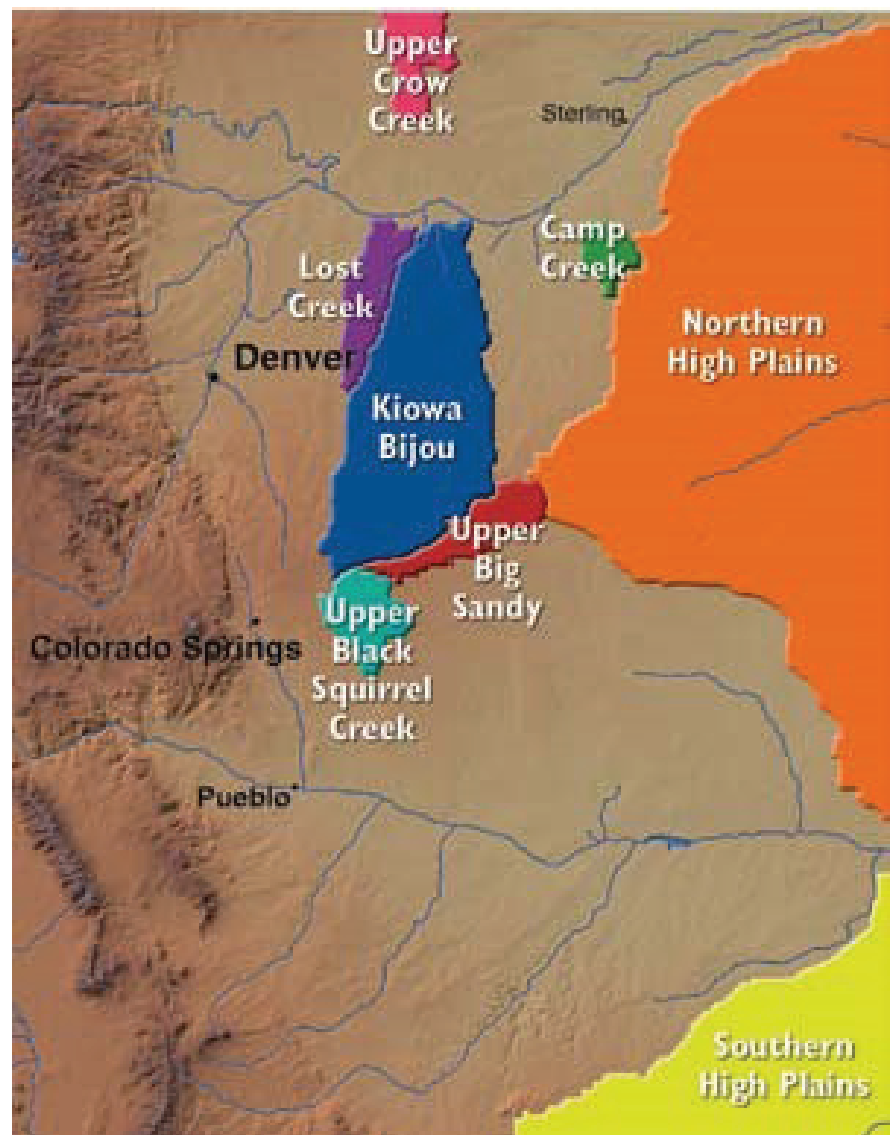 Upper
Crow
Creek
Sterling
Camp
Creek
Lost
Creek
Northern
High Plains
Denver
Kiowa
Bijou
Upper
Big
Sandy
Upper
Black
Squirrel
Creek
Colorado Springs
Pueblo
Southern
High Plains